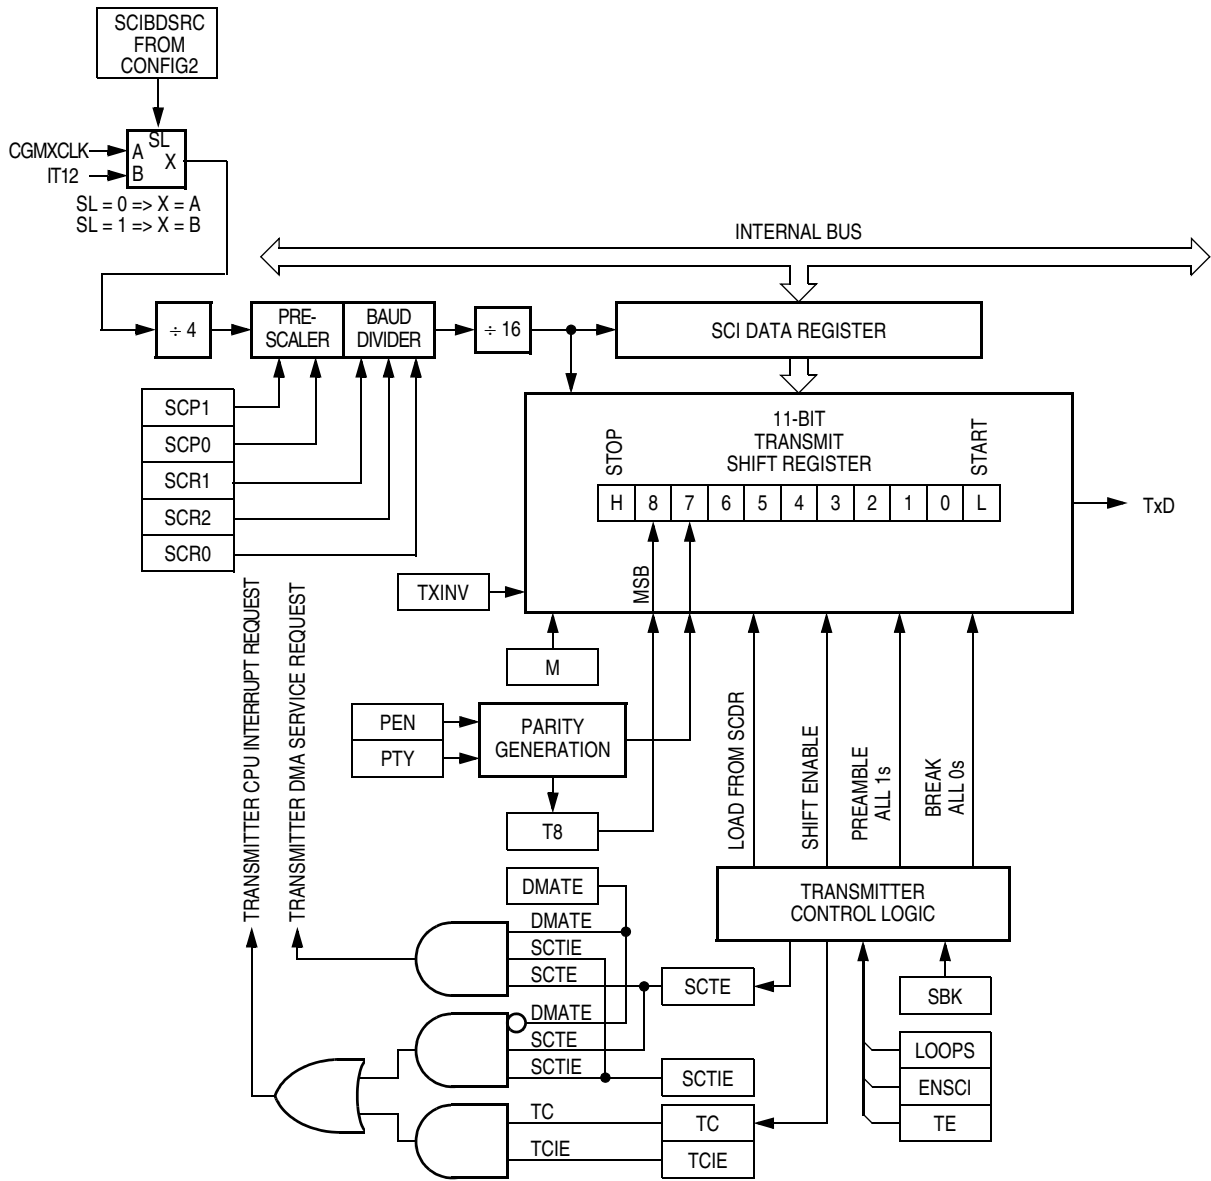 SCIBDSRC
FROM
CONFIG2
SL
CGMXCLK
A
X
IT12
B
SL = 0 => X = A
SL = 1 => X = B
INTERNAL BUS
÷ 4
PRE-
SCALER
BAUD
DIVIDER
÷ 16
SCI DATA REGISTER
SCP1
SCP0
SCR1
SCR2
SCR0
11-BIT
TRANSMIT
SHIFT REGISTER
STOP
START
H 8 7 6 5 4 3 2 1 0 L
TxD
MSB
TXINV
M
PEN
PTY
PARITY
GENERATION
T8
TRANSMITTER CPU INTERRUPT REQUEST
TRANSMITTER DMA SERVICE REQUEST
LOAD FROM SCDR
SHIFT ENABLE
PREAMBLE
ALL 1s
BREAK
ALL 0s
TRANSMITTER
CONTROL LOGIC
DMATE
DMATE
SCTIE
SCTE
SCTE
SBK
DMATE
SCTE
SCTIE
SCTIE
LOOPS
ENSCI
TE
TC
TC
TCIE
TCIE